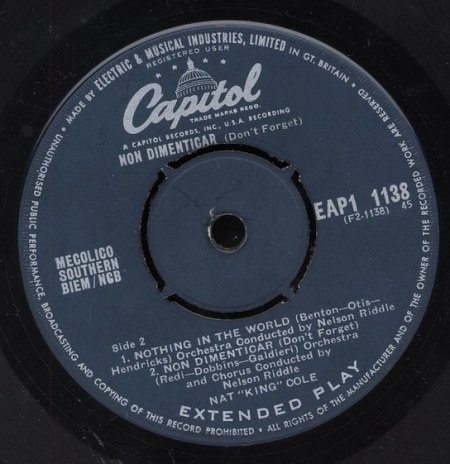 MADE BY ELECTRIC & MUSICAL INDUSTRIES, LIMITED IN GT. BRITAIN • ALL RIGHTS OF THE MANUFACTURER AND OF THE OWNER OF THE RECORDED WORK ARE RESERVED •
REGISTERED USER
Capitol
TRADE MARKS REGD.
A CAPITOL RECORDS, INC., U.S.A. RECORDING
NON DIMENTICAR (Don't Forget)
EAP1 1138
(F2-1138) 45
MECOLICO
SOUTHERN
BIEM/NCB
Side 2
1. NOTHING IN THE WORLD (Benton—Otis—
Hendricks) Orchestra Conducted by Nelson Riddle
2. NON DIMENTICAR (Don't Forget)
(Redi—Dobbins—Galdieri) Orchestra
and Chorus Conducted by
Nelson Riddle
NAT "KING" COLE
EXTENDED PLAY
UNAUTHORISED PUBLIC PERFORMANCE, BROADCASTING AND COPYING OF THIS RECORD PROHIBITED •